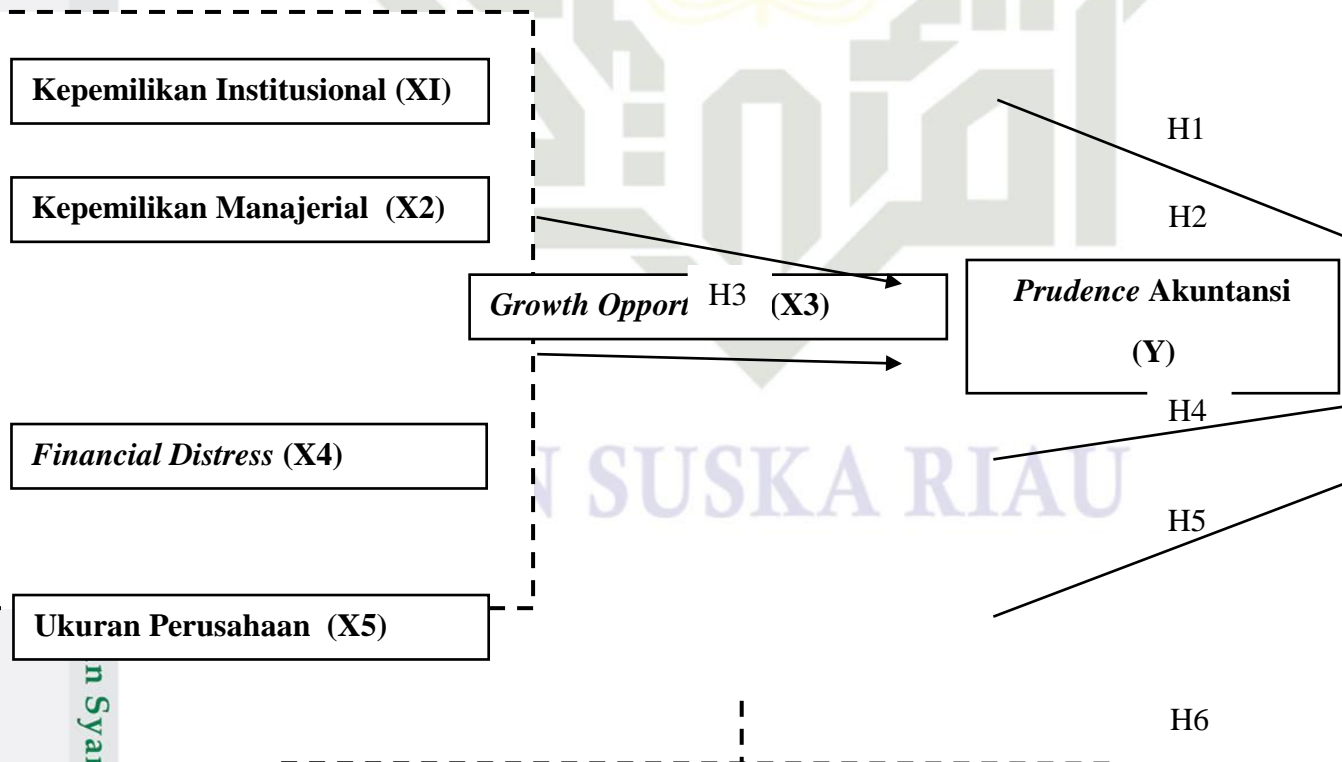 Kepemilikan Institusional (XI)
H1
Kepemilikan Manajerial (X2)
H2
Growth Opport H3 (X3)
Prudence Akuntansi
(Y)
H4
Financial Distress (X4)
N SUSKA RIAU
H5
Ukuran Perusahaan (X5)
n Syar
H6